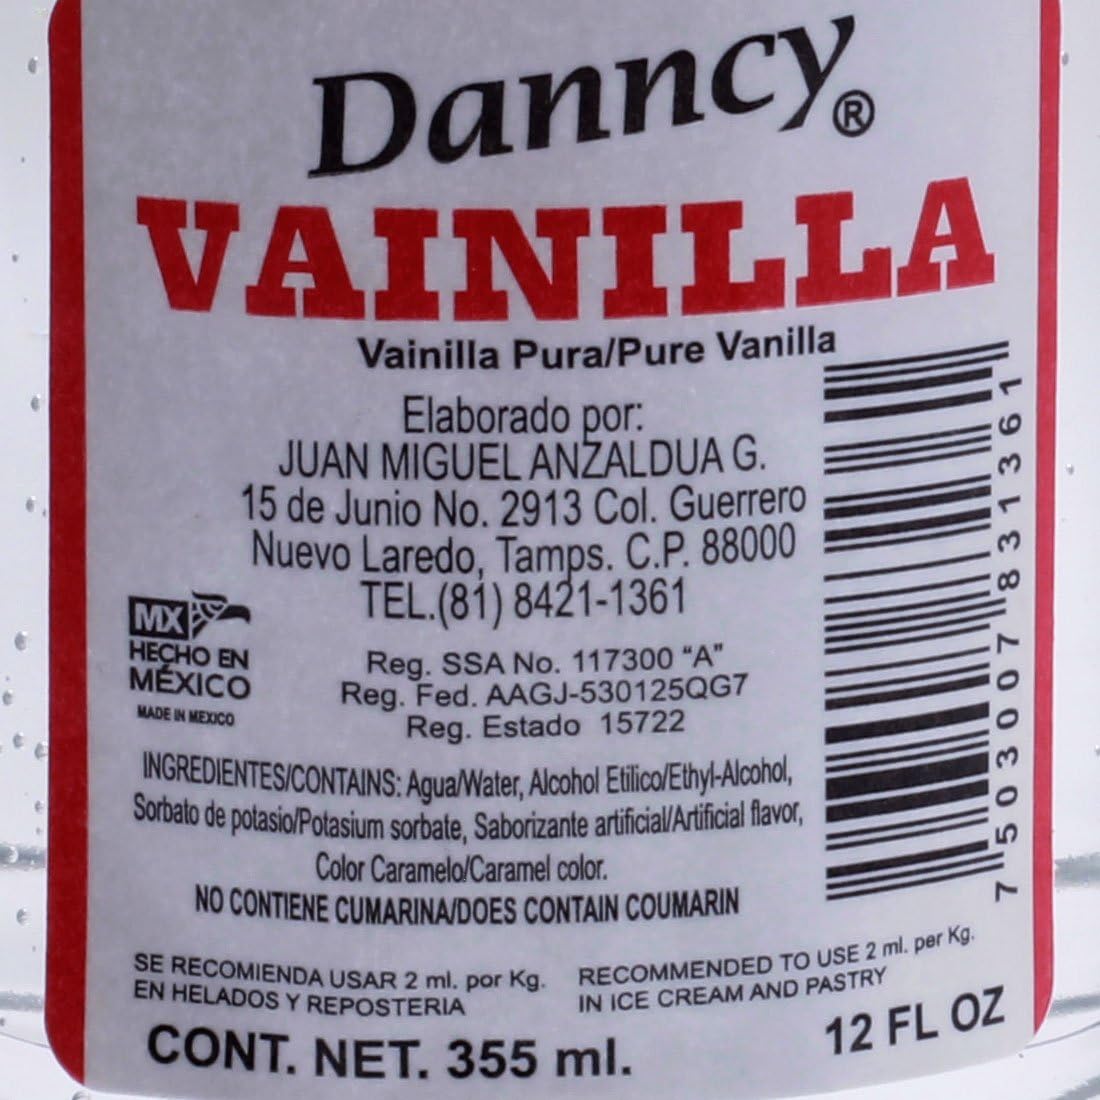 Danncy®
VAINILLA
Vainilla Pura/Pure Vanilla
Elaborado por:
JUAN MIGUEL ANZALDUA G.
15 de Junio No. 2913 Col. Guerrero
Nuevo Laredo, Tamps. C.P. 88000
TEL.(81) 8421-1361
MX
HECHO EN
MÉXICO
MADE IN MEXICO
Reg. SSA No. 117300 “A”
Reg. Fed. AAGJ-530125QG7
Reg. Estado 15722
INGREDIENTES/CONTAINS: Agua/Water, Alcohol Etilico/Ethyl-Alcohol,
Sorbato de potasio/Potasium sorbate, Saborizante artificial/Artificial flavor,
Color Caramelo/Caramel color.
NO CONTIENE CUMARINA/DOES CONTAIN COUMARIN
SE RECOMIENDA USAR 2 ml. por Kg.
EN HELADOS Y REPOSTERIA
RECOMMENDED TO USE 2 ml. per Kg.
IN ICE CREAM AND PASTRY
CONT. NET. 355 ml.
12 FL OZ
7 503007 831361